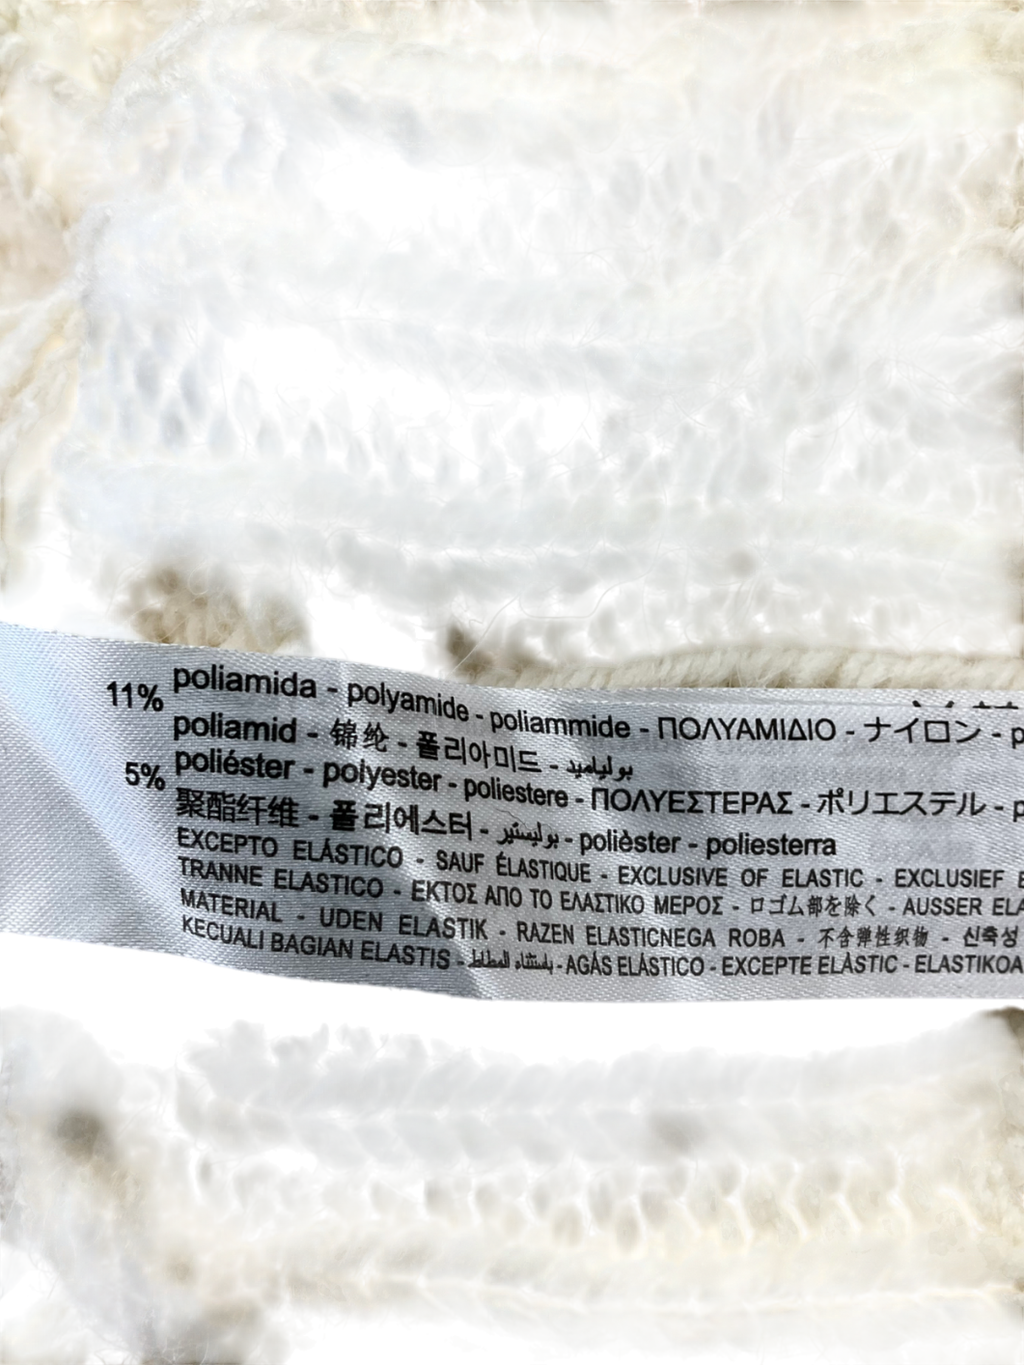 11% poliamida - polyamide - poliammide - ΠΟΛΥΑΜΙΔΙΟ - ナイロン - p
poliamid - 锦纶 - 폴리아미드 - بولياميد
5% poliéster - polyester - poliestere - ΠΟΛΥΕΣΤΕΡΑΣ - ポリエステル - p
聚酯纤维 - 폴리에스터 - بوليستير - polièster - poliesterra
EXCEPTO ELÁSTICO - SAUF ÉLASTIQUE - EXCLUSIVE OF ELASTIC - EXCLUSIEF E
TRANNE ELASTICO - ΕΚΤΟΣ ΑΠΟ ΤΟ ΕΛΑΣΤΙΚΟ ΜΕΡΟΣ - ロゴム部を除く - AUSSER ELA
MATERIAL - UDEN ELASTIK - RAZEN ELASTICNEGA ROBA - 不含弹性织物 - 신축성
KECUALI BAGIAN ELASTIS - باستثناء المطاط - AGÁS ELÁSTICO - EXCEPTE ELÀSTIC - ELASTIKOA